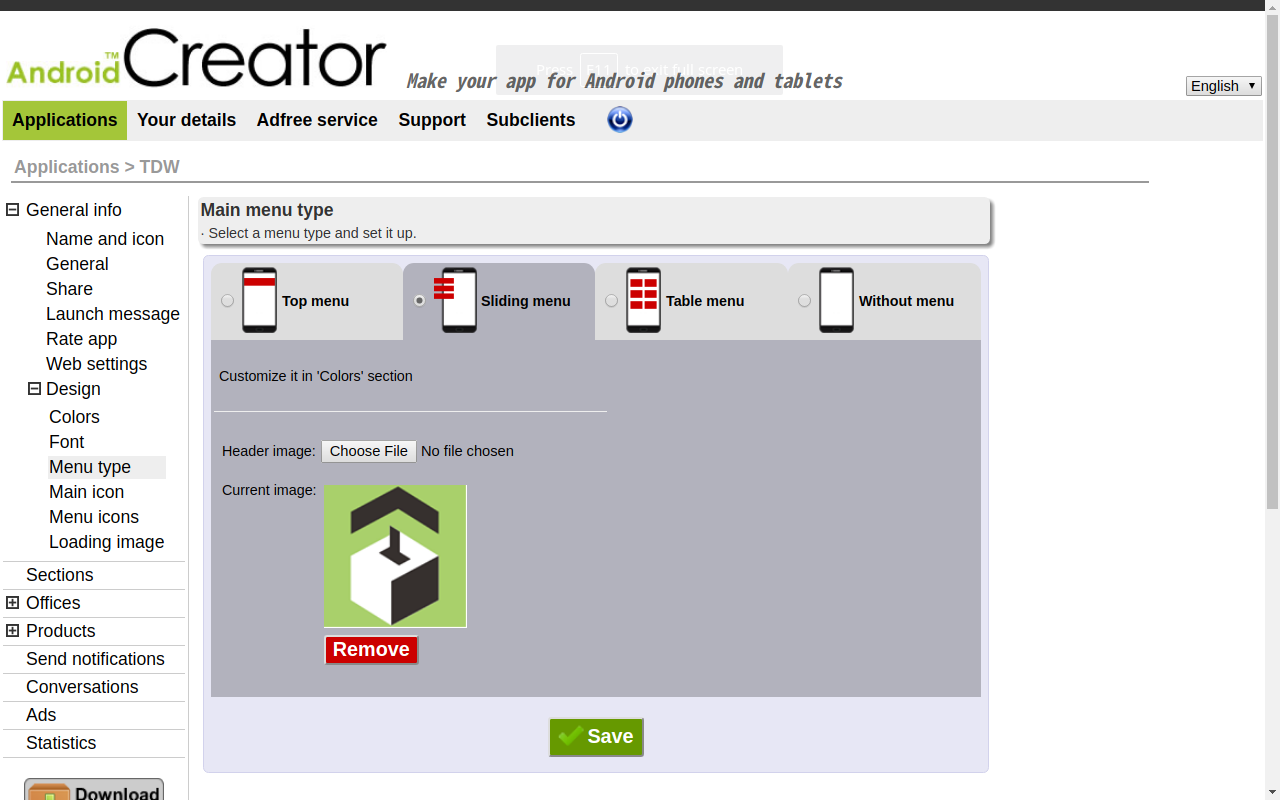 Android™Creator
Press F11 to exit full screen
Make your app for Android phones and tablets
English
Applications Your details Adfree service Support Subclients
Applications > TDW
General info
Name and icon
General
Share
Launch message
Rate app
Web settings
Design
Colors
Font
Menu type
Main icon
Menu icons
Loading image
Sections
Offices
Products
Send notifications
Conversations
Ads
Statistics
Download
Main menu type
· Select a menu type and set it up.
Top menu Sliding menu Table menu Without menu
Customize it in 'Colors' section
Header image: Choose File No file chosen
Current image:
Remove
Save